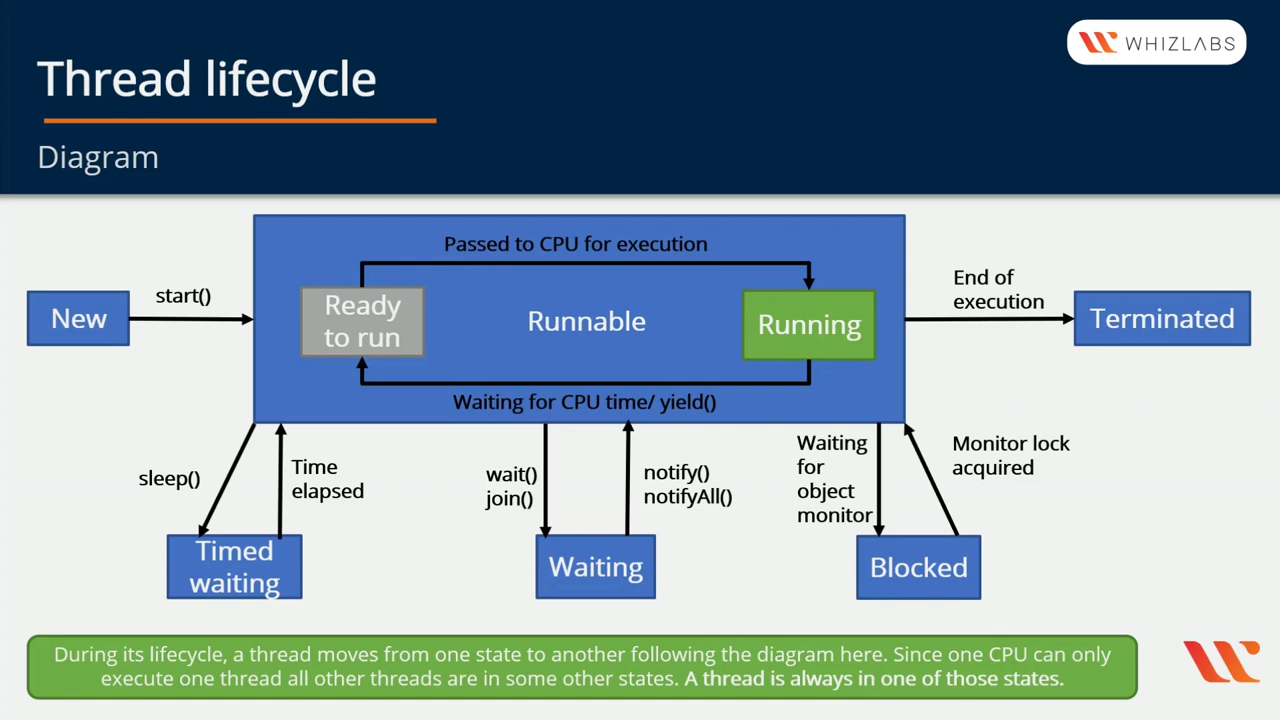 WHIZLABS
Thread lifecycle
Diagram
Passed to CPU for execution
New
start()
Ready
to run
Runnable
Running
End of
execution
Terminated
Waiting for CPU time/ yield()
sleep()
Time
elapsed
wait()
join()
notify()
notifyAll()
Waiting
for
object
monitor
Monitor lock
acquired
Timed
waiting
Waiting
Blocked
During its lifecycle, a thread moves from one state to another following the diagram here. Since one CPU can only
execute one thread all other threads are in some other states. A thread is always in one of those states.